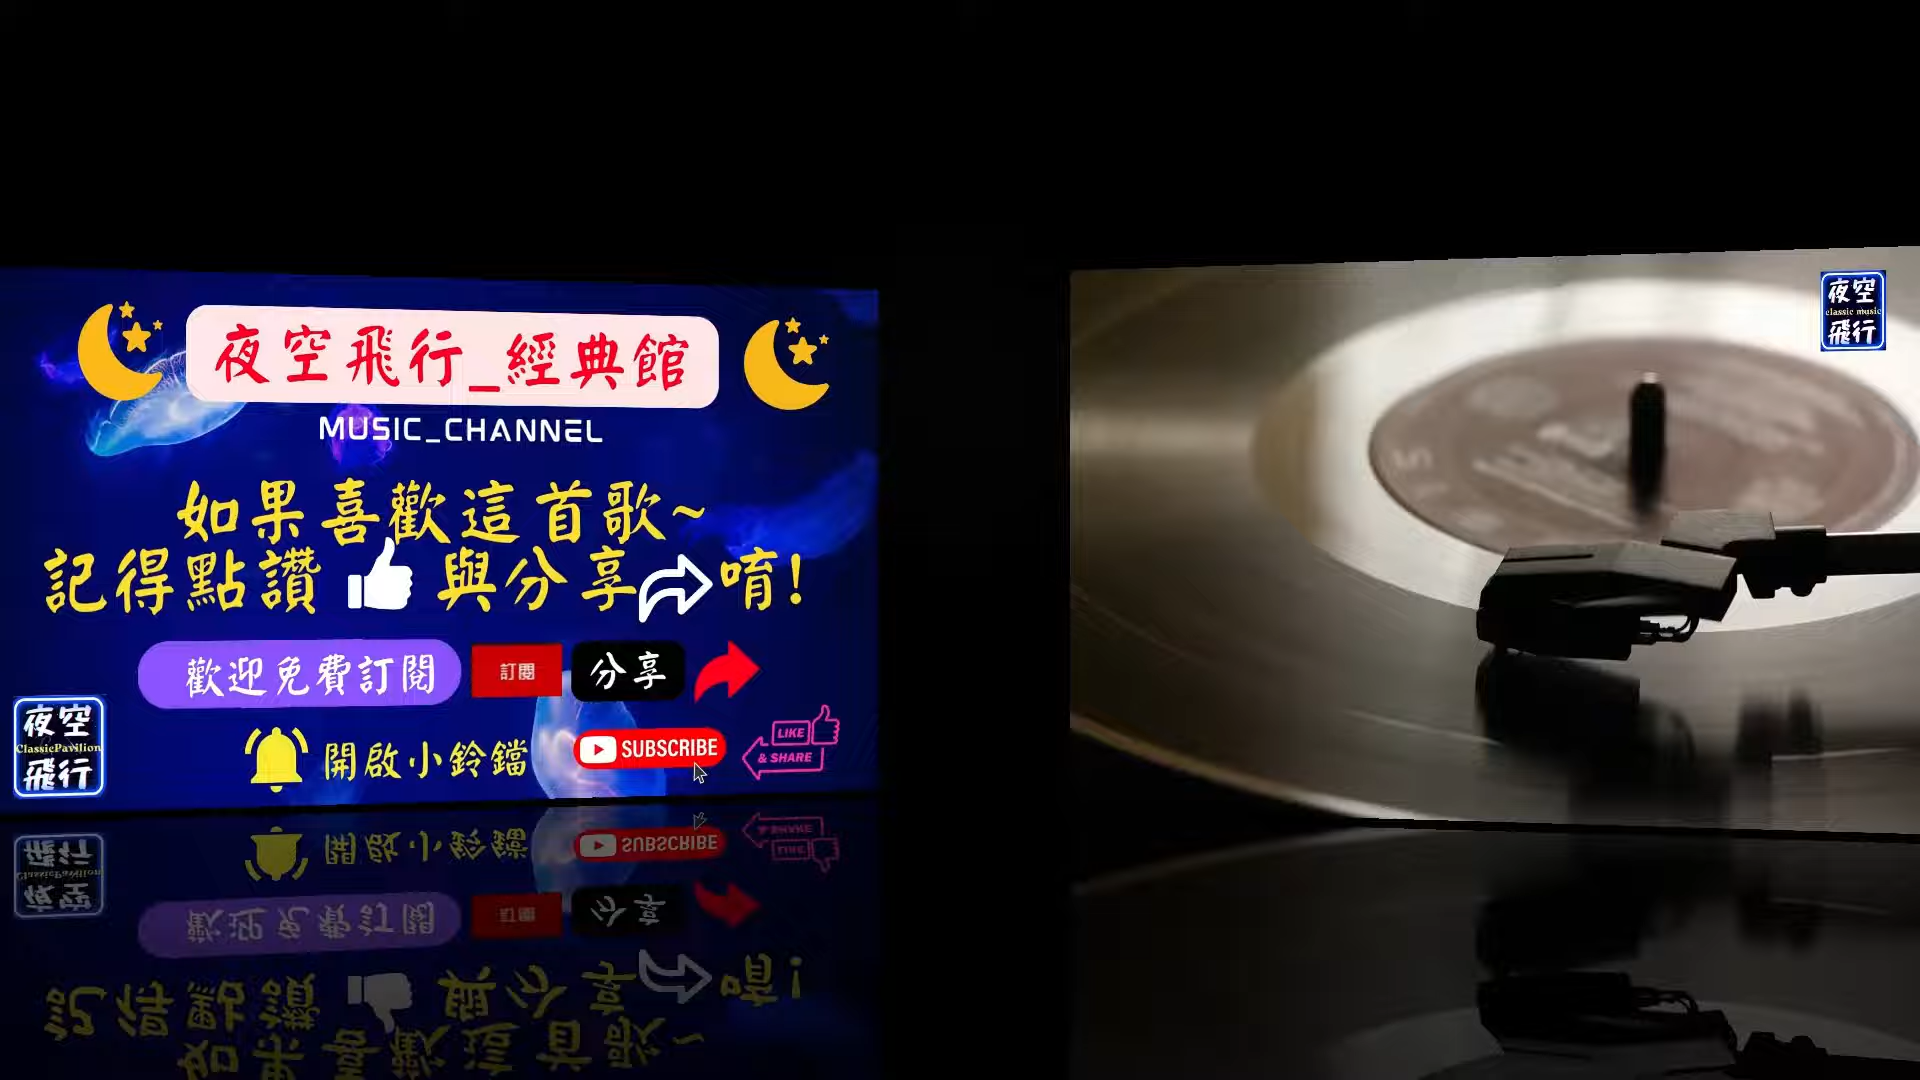 夜空飛行_經典館
MUSIC_CHANNEL
如果喜歡這首歌~
記得點讚與分享唷!
歡迎免費訂閱
訂閱
分享
夜空
ClassicPavilion
飛行
開啟小鈴鐺
SUBSCRIBE
LIKE
& SHARE
夜空
classic music
飛行